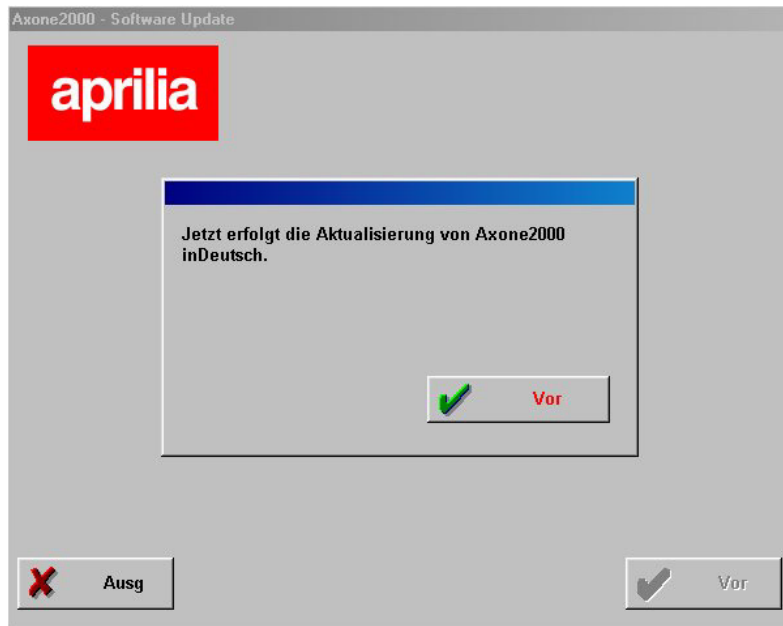 Axone2000 - Software Update
aprilia
Jetzt erfolgt die Aktualisierung von Axone2000
inDeutsch.
Vor
Ausg
Vor